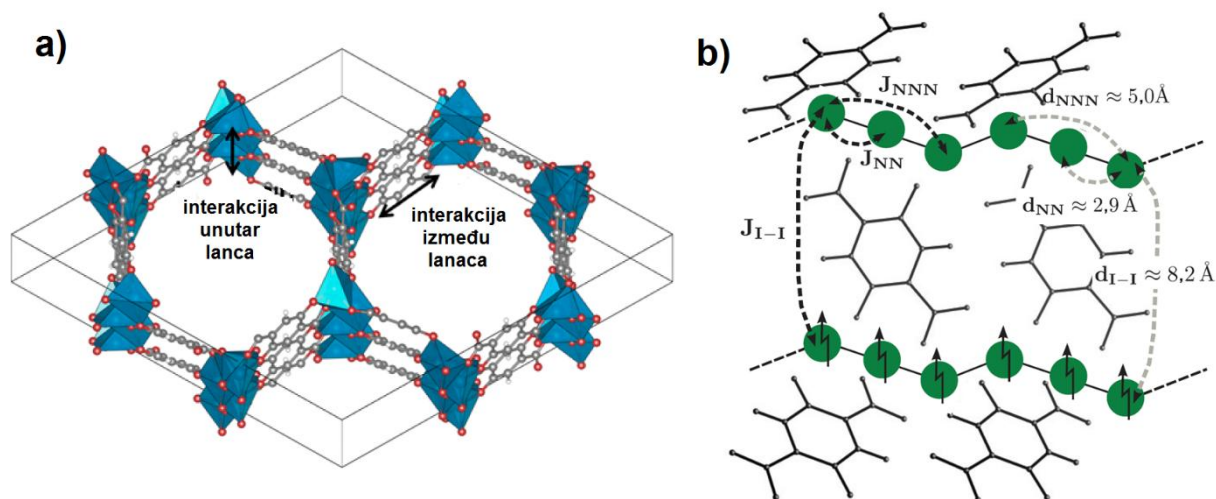 a)
interakcija
unutar
lanca
interakcija
između
lanaca
b)
J_NNN
d_NNN ≈ 5,0Å
J_NN
d_NN ≈ 2,9 Å
J_I−I
d_I−I ≈ 8,2 Å